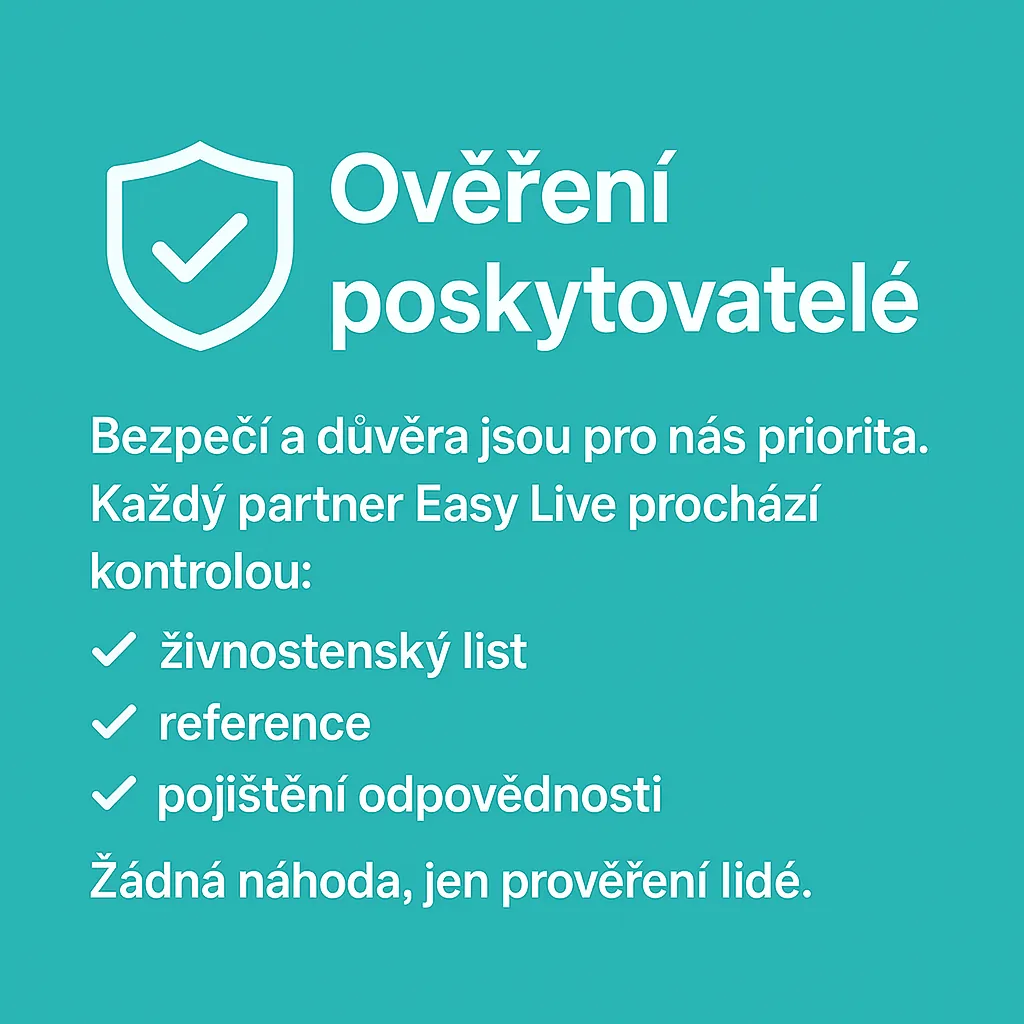 Ověření
poskytovatelé
Bezpečí a důvěra jsou pro nás priorita.
Každý partner Easy Live prochází
kontrolou:
živnostenský list
reference
pojištění odpovědnosti
Žádná náhoda, jen prověření lidé.